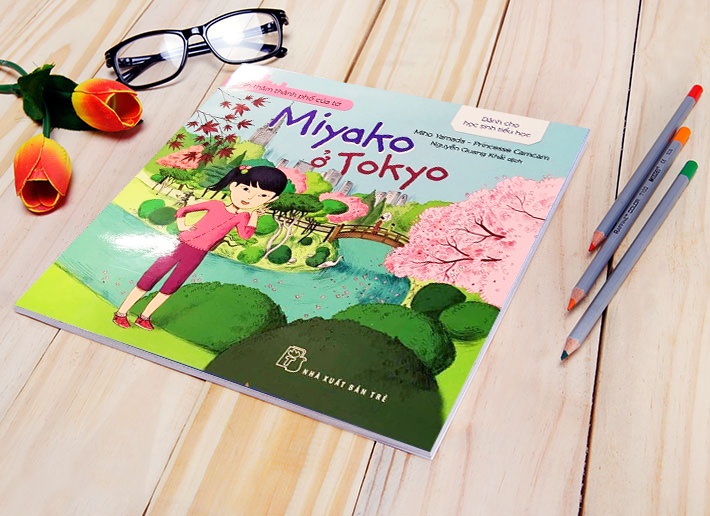 thăm thành phố của tớ
Dành cho
học sinh tiểu học
Miyako
ở Tokyo
Miho Yamada - Princesse Camcam
Nguyễn Quang Khải dịch
NHÀ XUẤT BẢN TRẺ